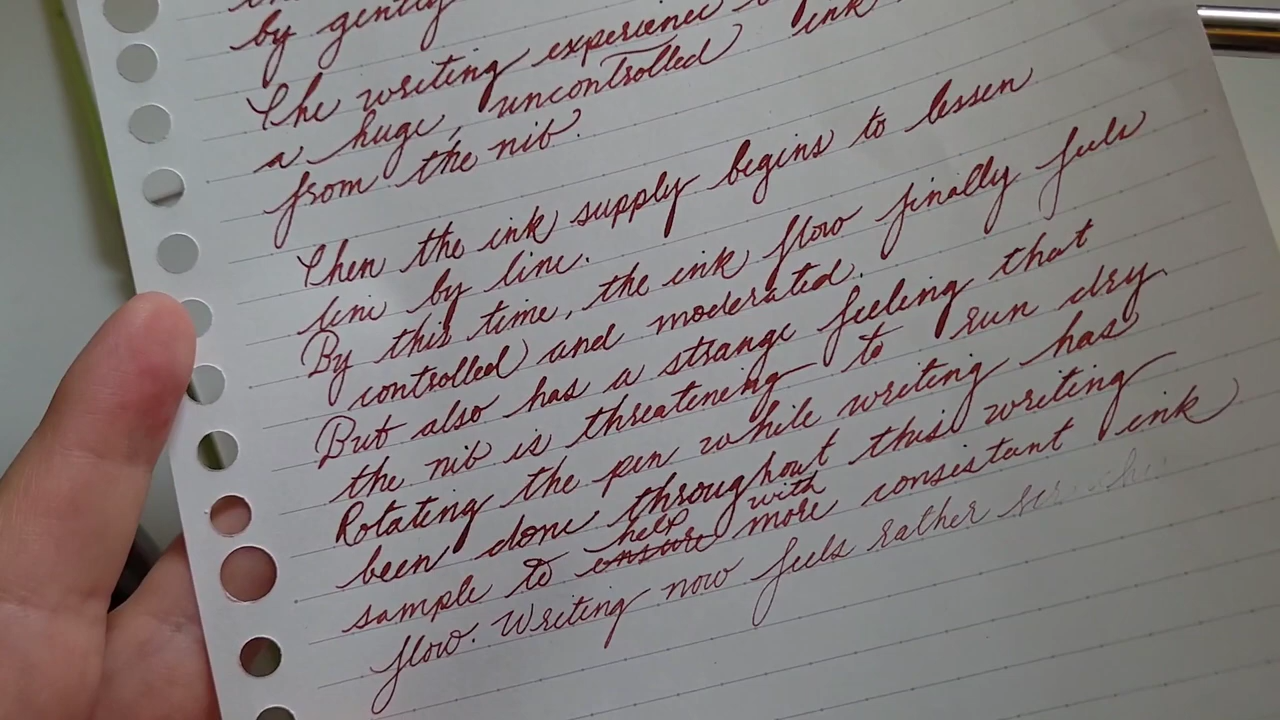 by gently
The writing experience
a huge, uncontrolled ink
from the nib.
Then the ink supply begins to lessen
line by line.
By this time, the ink flow finally feels
controlled and moderated.
But also has a strange feeling that
the nib is threatening to run dry.
Rotating the pen while writing has
been done throughout this writing
sample to ensure help with more consistent ink
flow. Writing now feels rather